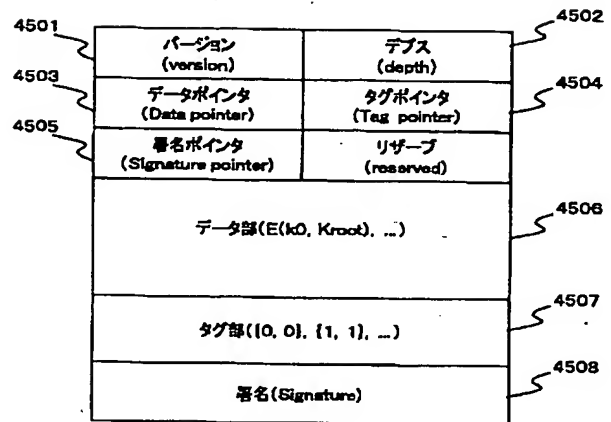 4501
バージョン
(version)
デプス
(depth)
4502
4503
データポインタ
(Data pointer)
タグポインタ
(Tag pointer)
4504
4505
署名ポインタ
(Signature pointer)
リザーブ
(reserved)
データ部(E(k0, Kroot), ...)
4506
タグ部({0, 0}, {1, 1}, ...)
4507
署名(Signature)
4508